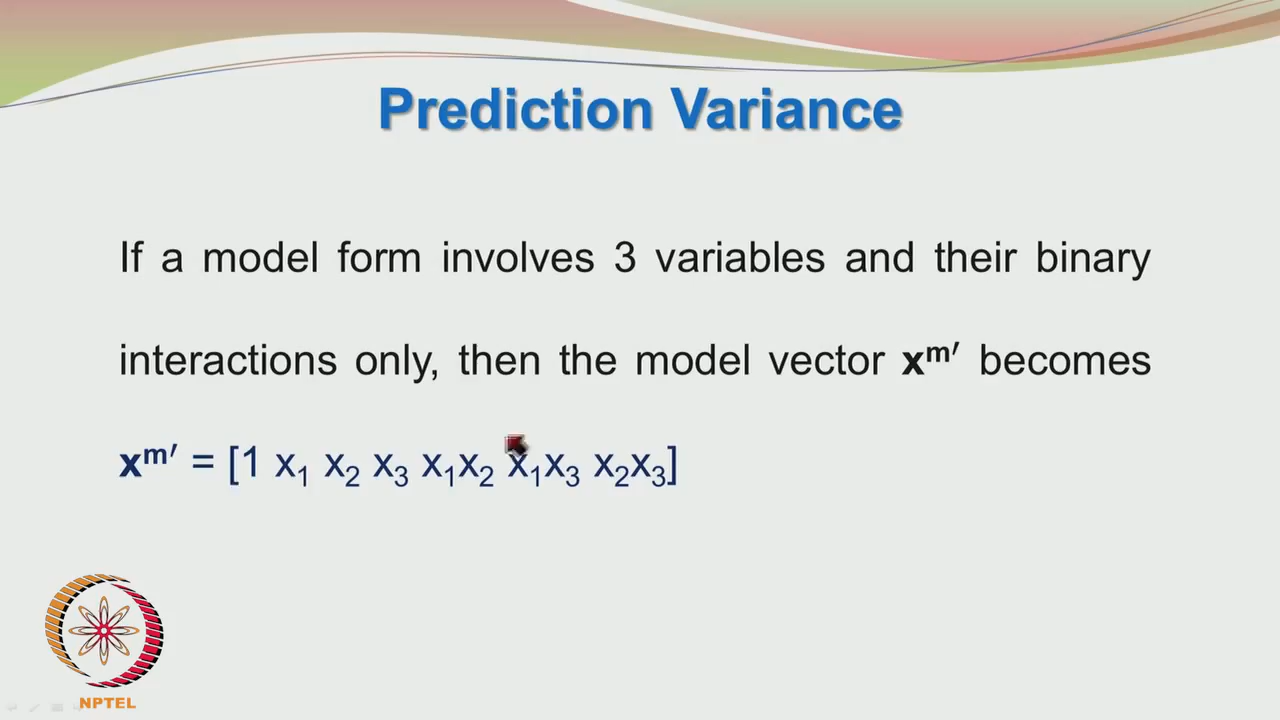 Prediction Variance
If a model form involves 3 variables and their binary
interactions only, then the model vector xᵐ′ becomes
xᵐ′ = [1 x₁ x₂ x₃ x₁x₂ x₁x₃ x₂x₃]
NPTEL